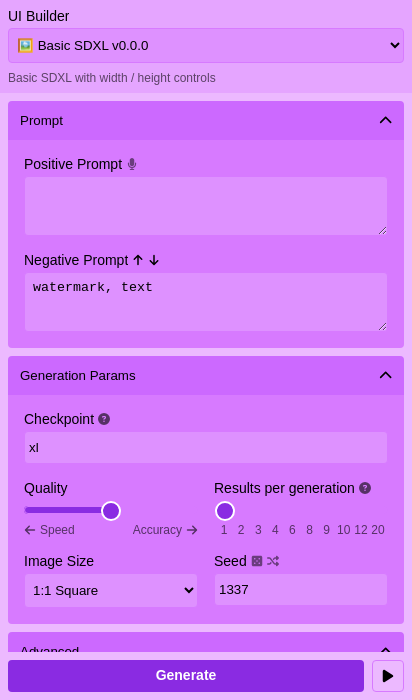 UI Builder
🖼️ Basic SDXL v0.0.0
Basic SDXL with width / height controls
Prompt
Positive Prompt
Negative Prompt ↑ ↓
watermark, text
Generation Params
Checkpoint ?
xl
Quality
← Speed Accuracy →
Results per generation ?
1 2 3 4 6 8 9 10 12 20
Image Size
1:1 Square
Seed
1337
Advanced
Generate